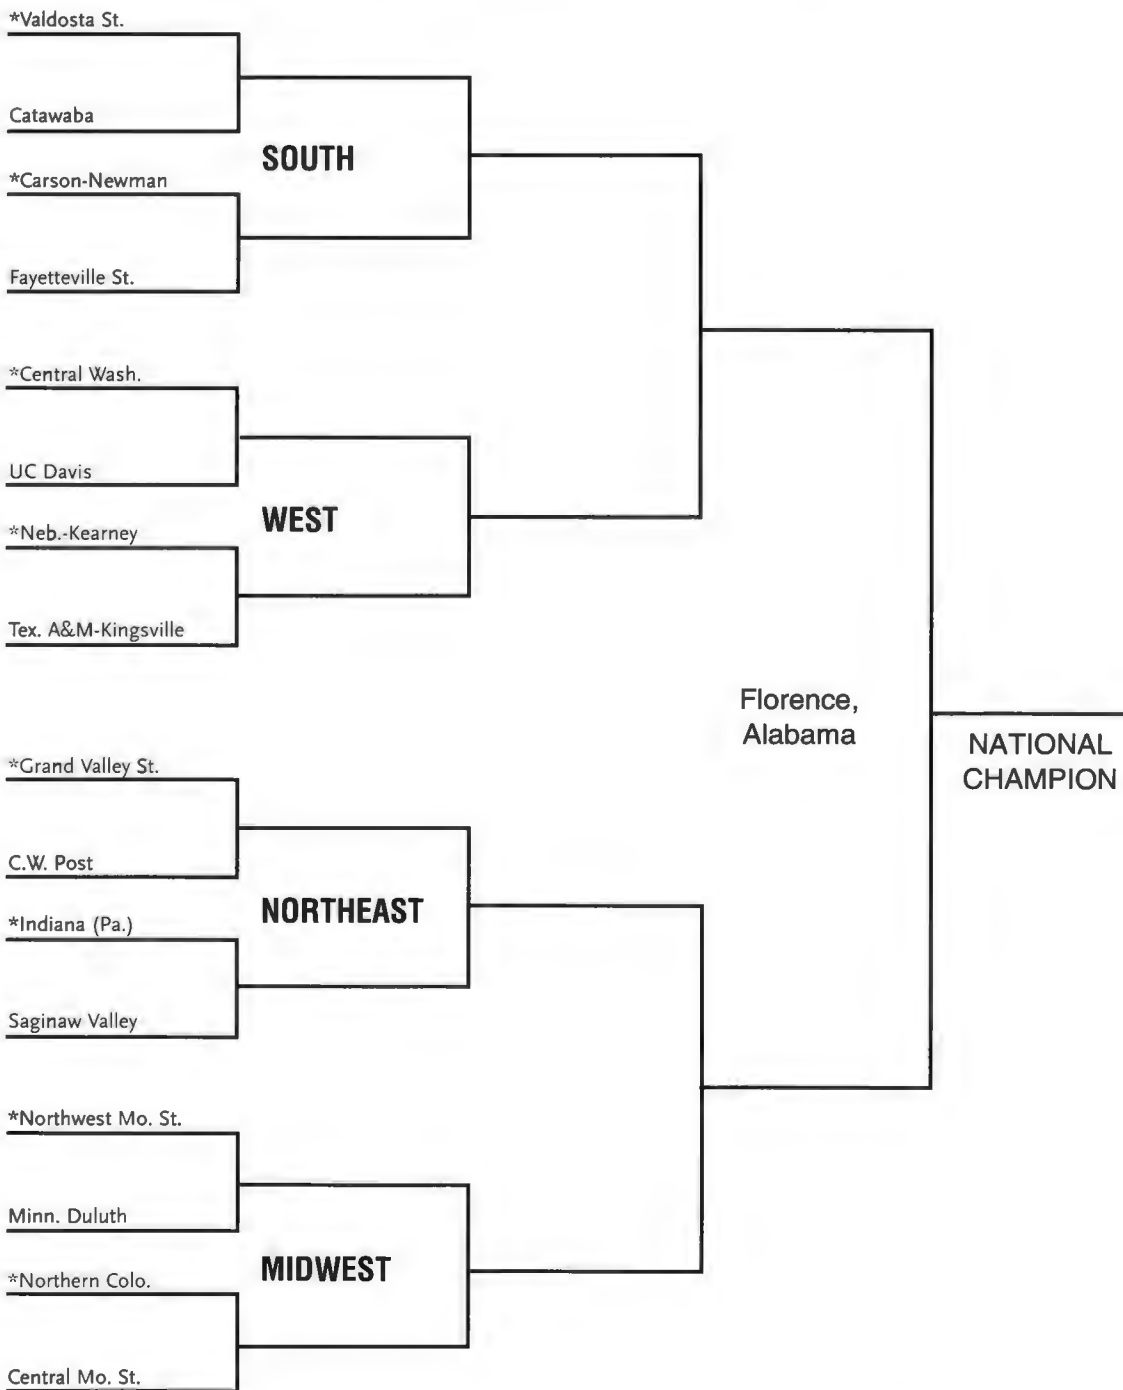 *Valdosta St.
Catawaba
SOUTH
*Carson-Newman
Fayetteville St.
*Central Wash.
UC Davis
WEST
*Neb.-Kearney
Tex. A&M-Kingsville
Florence,
Alabama
NATIONAL
CHAMPION
*Grand Valley St.
C.W. Post
NORTHEAST
*Indiana (Pa.)
Saginaw Valley
*Northwest Mo. St.
Minn. Duluth
MIDWEST
*Northern Colo.
Central Mo. St.